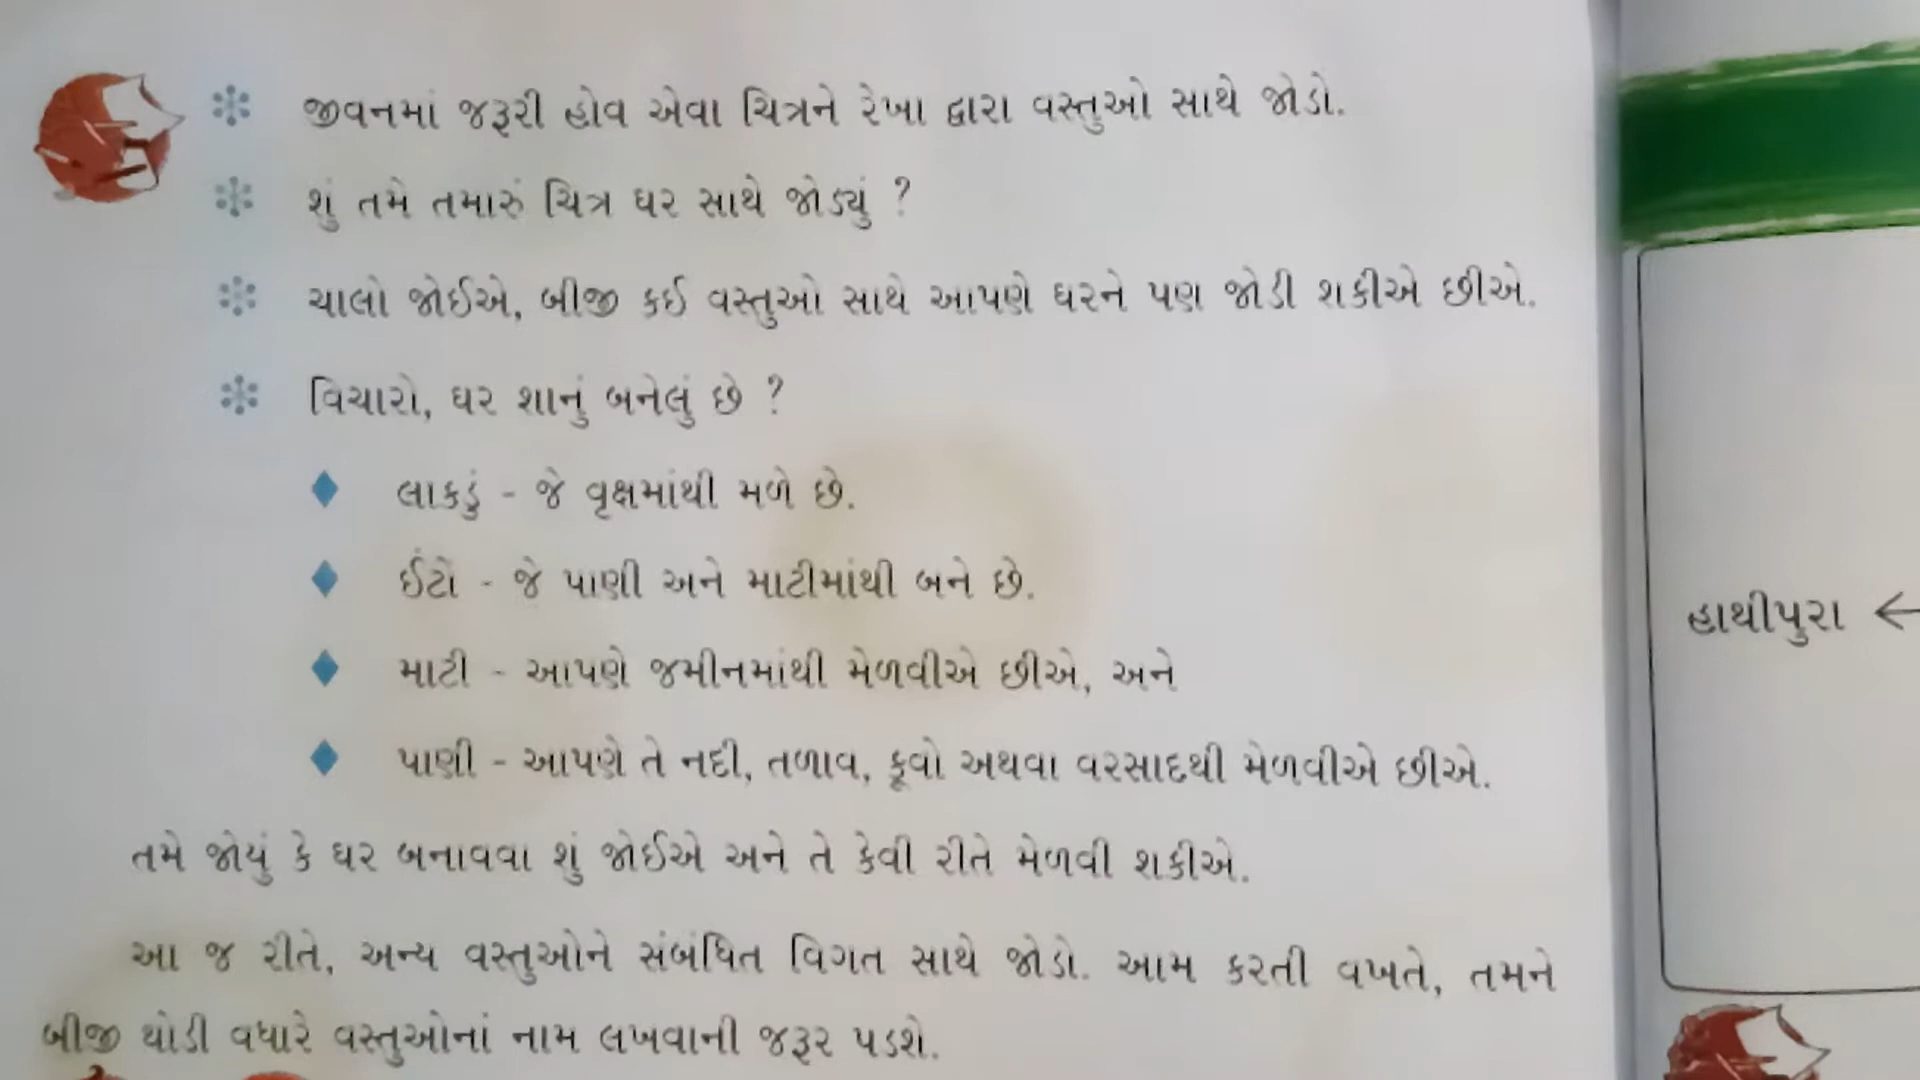 જીવનમાં જરૂરી હોવ એવા ચિત્રને રેખા દ્વારા વસ્તુઓ સાથે જોડો.
શું તમે તમારું ચિત્ર ઘર સાથે જોડ્યું ?
ચાલો જોઈએ, બીજી કઈ વસ્તુઓ સાથે આપણે ઘરને પણ જોડી શકીએ છીએ.
વિચારો, ઘર શાનું બનેલું છે ?
લાકડું - જે વૃક્ષમાંથી મળે છે.
ઈંટો - જે પાણી અને માટીમાંથી બને છે.
માટી - આપણે જમીનમાંથી મેળવીએ છીએ, અને
પાણી - આપણે તે નદી, તળાવ, કૂવો અથવા વરસાદથી મેળવીએ છીએ.
તમે જોયું કે ઘર બનાવવા શું જોઈએ અને તે કેવી રીતે મેળવી શકીએ.
આ જ રીતે, અન્ય વસ્તુઓને સંબંધિત વિગત સાથે જોડો. આમ કરતી વખતે, તમને
બીજી થોડી વધારે વસ્તુઓનાં નામ લખવાની જરૂર પડશે.
હાથીપુરા ←